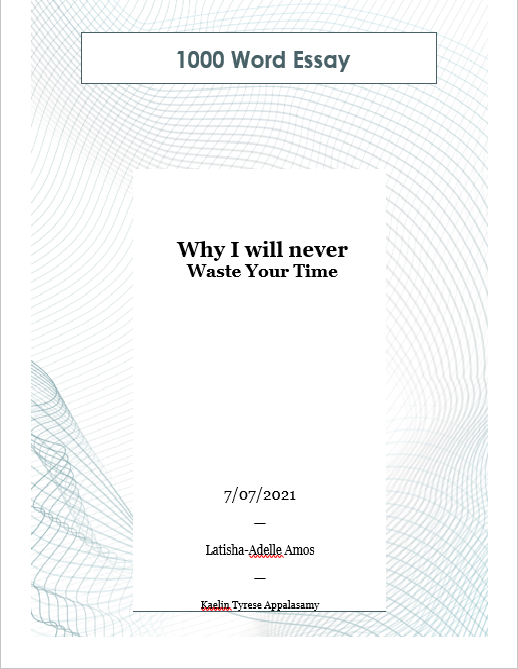 1000 Word Essay
Why I will never
Waste Your Time
7/07/2021
—
Latisha-Adelle Amos
—
Kaelin Tyrese Appalasamy